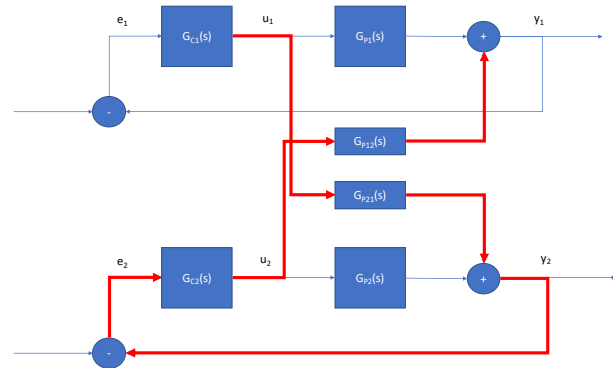 e1
u1
y1
GC1(s)
GP1(s)
+
-
GP12(s)
GP21(s)
e2
u2
y2
GC2(s)
GP2(s)
+
-